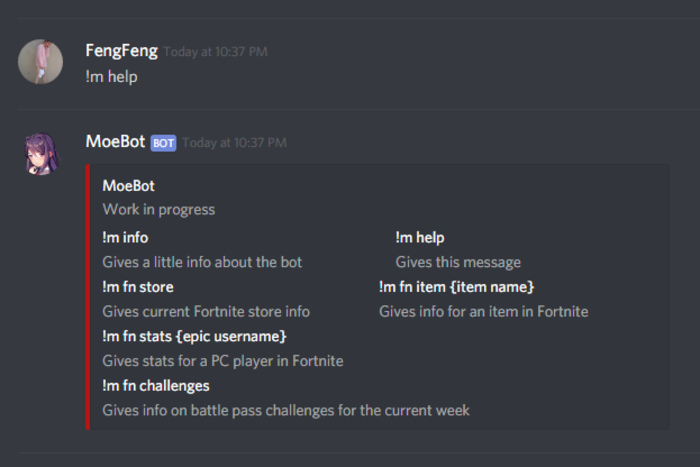 FengFeng Today at 10:37 PM
!m help
MoeBot BOT Today at 10:37 PM
MoeBot
Work in progress
!m info !m help
Gives a little info about the bot Gives this message
!m fn store !m fn item {item name}
Gives current Fortnite store info Gives info for an item in Fortnite
!m fn stats {epic username}
Gives stats for a PC player in Fortnite
!m fn challenges
Gives info on battle pass challenges for the current week